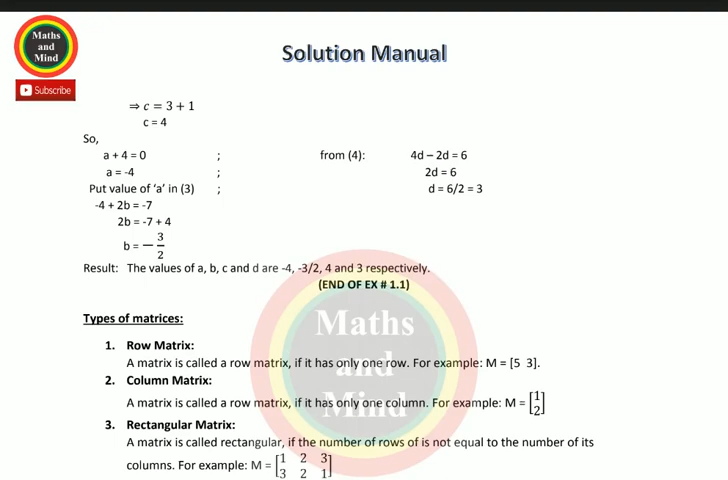 Maths
and
Mind
Subscribe
Solution Manual
⇒ c = 3 + 1
c = 4
So,
a + 4 = 0 ; from (4): 4d – 2d = 6
a = -4 ; 2d = 6
Put value of ‘a’ in (3) ; d = 6/2 = 3
-4 + 2b = -7
2b = -7 + 4
b = − 3/2
Result: The values of a, b, c and d are -4, -3/2, 4 and 3 respectively.
(END OF EX # 1.1)
Types of matrices:
1. Row Matrix:
A matrix is called a row matrix, if it has only one row. For example: M = [5 3].
2. Column Matrix:
A matrix is called a row matrix, if it has only one column. For example: M = [1
2]
3. Rectangular Matrix:
A matrix is called rectangular, if the number of rows of is not equal to the number of its
columns. For example: M = [1 2 3
3 2 1]
Maths
and
Mind